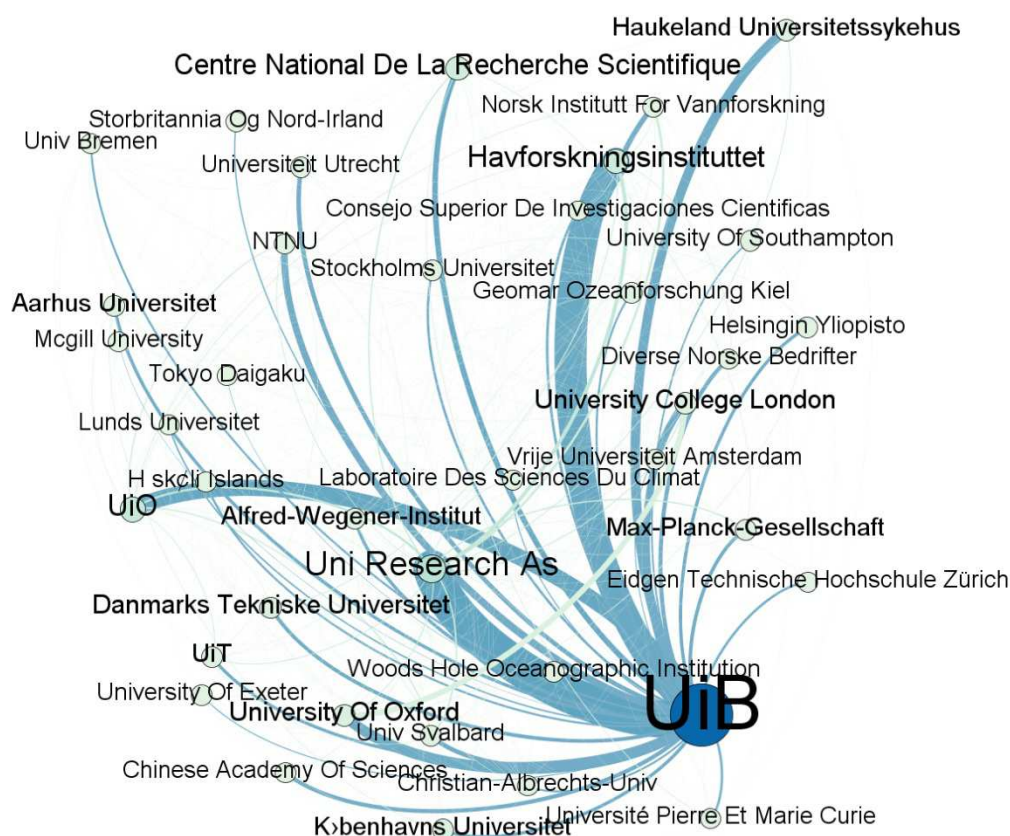 Haukeland Universitetssykehus
Centre National De La Recherche Scientifique
Norsk Institutt For Vannforskning
Storbritannia Og Nord-Irland
Univ Bremen
Universiteit Utrecht
Havforskningsinstituttet
Consejo Superior De Investigaciones Cientificas
NTNU
University Of Southampton
Stockholms Universitet
Geomar Ozeanforschung Kiel
Aarhus Universitet
Helsingin Yliopisto
Mcgill University
Diverse Norske Bedrifter
Tokyo Daigaku
University College London
Lunds Universitet
Vrije Universiteit Amsterdam
Laboratoire Des Sciences Du Climat
H skçli Islands
UiO
Alfred-Wegener-Institut
Max-Planck-Gesellschaft
Uni Research As
Eidgen Technische Hochschule Zürich
Danmarks Tekniske Universitet
UiT
Woods Hole Oceanographic Institution
University Of Exeter
UiB
University Of Oxford
Univ Svalbard
Chinese Academy Of Sciences
Christian-Albrechts-Univ
Université Pierre Et Marie Curie
K›benhavns Universitet